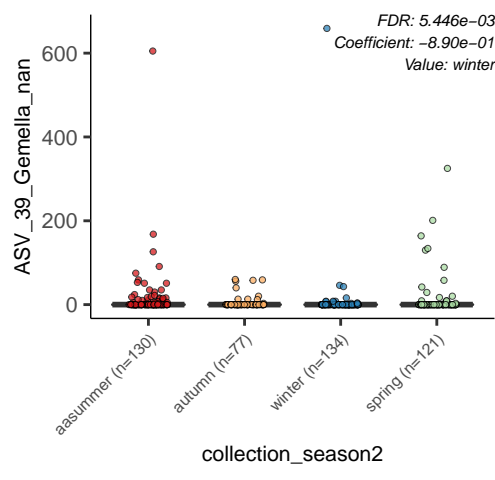 FDR: 5.446e−03
Coefficient: −8.90e−01
Value: winter
ASV_39_Gemella_nan
600
400
200
0
aasummer (n=130)
autumn (n=77)
winter (n=134)
spring (n=121)
collection_season2